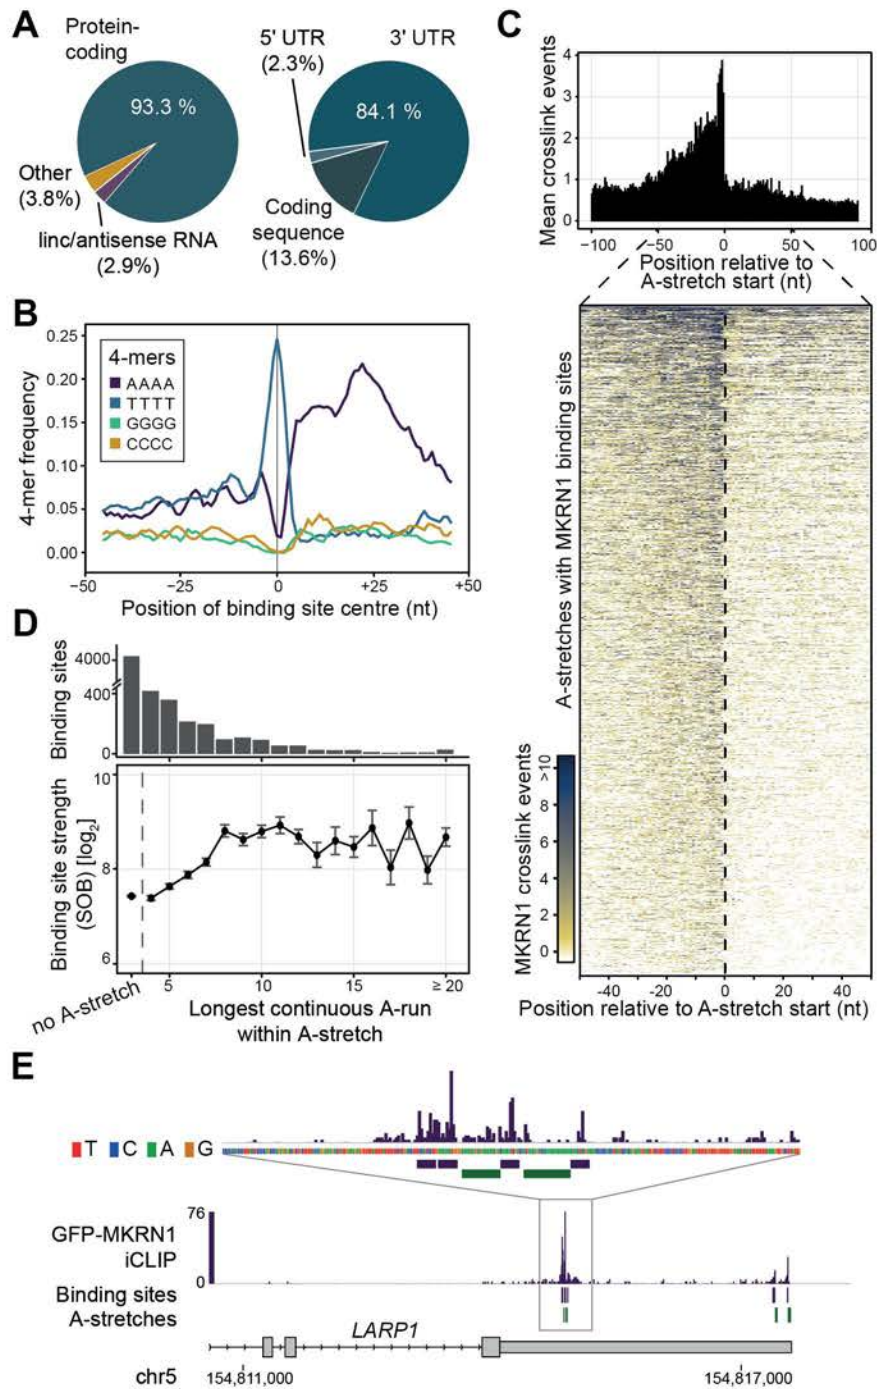 A
Protein-
coding
93.3 %
Other
(3.8%)
linc/antisense RNA
(2.9%)
5' UTR
(2.3%)
3' UTR
84.1 %
Coding
sequence
(13.6%)
B
4-mer frequency
0.25
0.20
0.15
0.10
0.05
0.00
4-mers
AAAA
TTTT
GGGG
CCCC
−50 −25 0 +25 +50
Position of binding site centre (nt)
C
Mean crosslink events
4
3
2
1
0
−100 −50 0 50 100
Position relative to
A-stretch start (nt)
A-stretches with MKRN1 binding sites
MKRN1 crosslink events
>10
8
6
4
2
0
-40 -20 0 20 40
Position relative to A-stretch start (nt)
D
Binding sites
4000
400
0
Binding site strength
(SOB) [log2]
10
8
6
no A-stretch
5 10 15 ≥ 20
Longest continuous A-run
within A-stretch
E
T C A G
GFP-MKRN1
iCLIP
76
0
Binding sites
A-stretches
LARP1
chr5
154,811,000 154,817,000